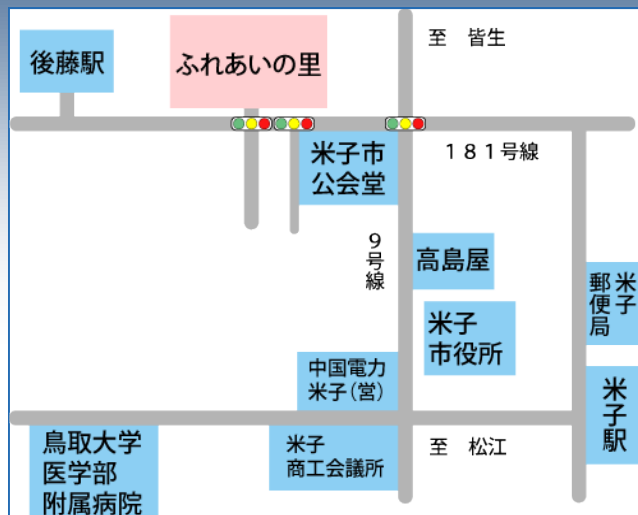 至 皆生
後藤駅
ふれあいの里
米子市
公会堂
181号線
9号線
高島屋
米子
郵便局
米子
市役所
中国電力
米子(営)
米子駅
鳥取大学
医学部
附属病院
米子
商工会議所
至 松江